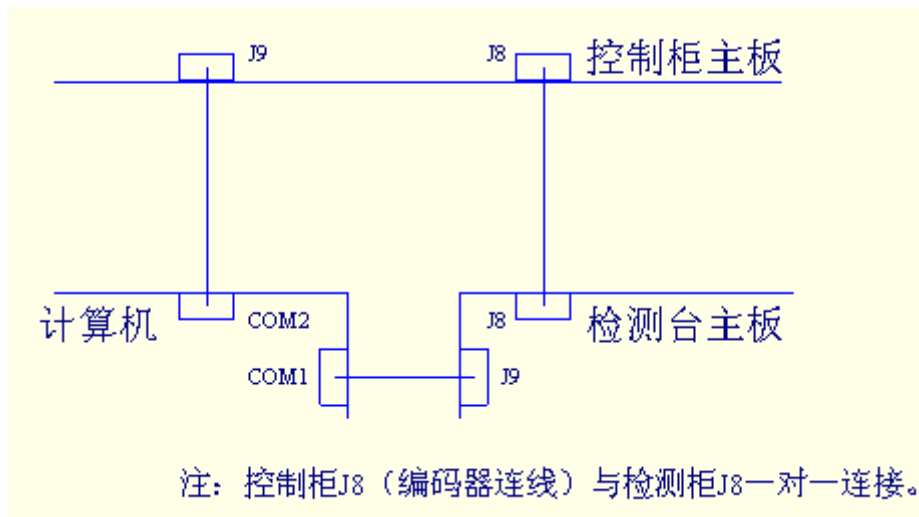 J9
J8 控制柜主板
计算机 COM2
J8 检测台主板
COM1
J9
注：控制柜J8（编码器连线）与检测柜J8一对一连接。